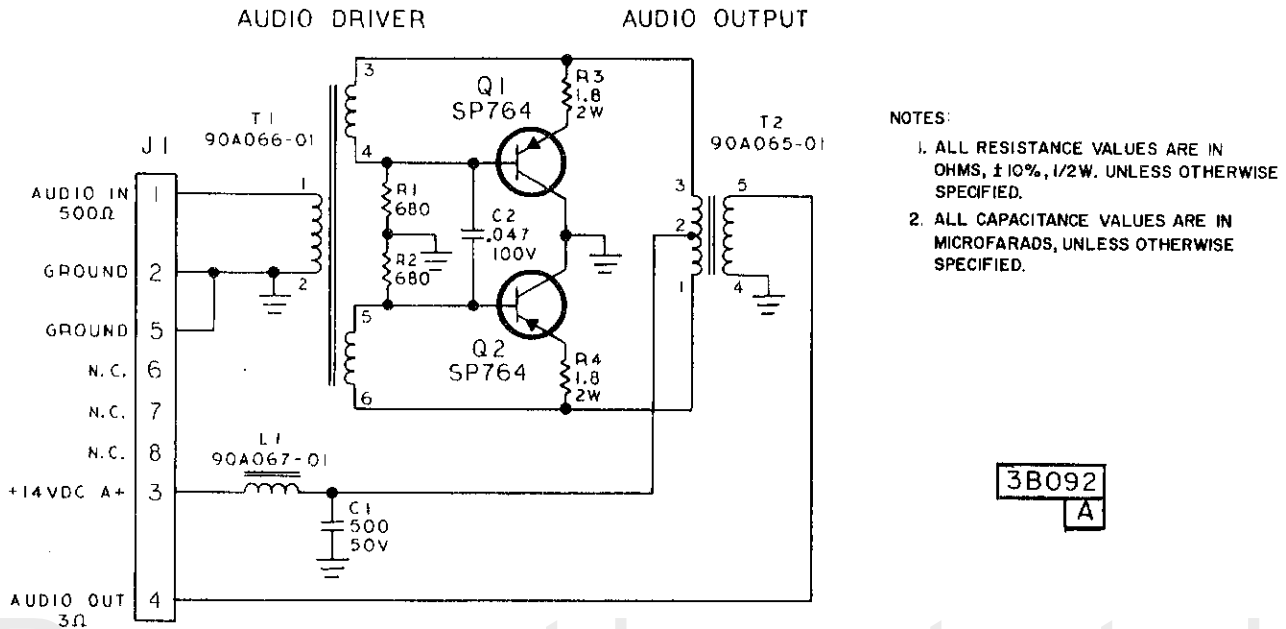 AUDIO DRIVER
AUDIO OUTPUT
3
Q1
SP764
R3
1.8
2W
T1
90A066-01
T2
90A065-01
NOTES:
1. ALL RESISTANCE VALUES ARE IN
OHMS, ±10%, 1/2W. UNLESS OTHERWISE
SPECIFIED.
2. ALL CAPACITANCE VALUES ARE IN
MICROFARADS, UNLESS OTHERWISE
SPECIFIED.
J1
4
AUDIO IN
500Ω
1
1
R1
680
C2
.047
100V
3
2
1
5
4
GROUND
2
2
R2
680
GROUND
5
5
Q2
SP764
R4
1.8
2W
N.C.
6
6
N.C.
7
N.C.
8
L1
90A067-01
+14VDC A+
3
C1
500
50V
3B092
A
AUDIO OUT
3Ω
4